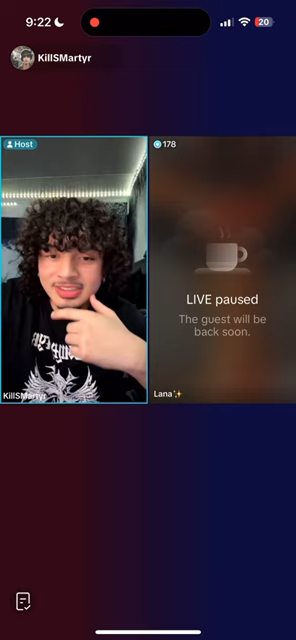 9:22
20
KillSMartyr
Host
178
LIVE paused
The guest will be
back soon.
KillSMartyr
Lana✨